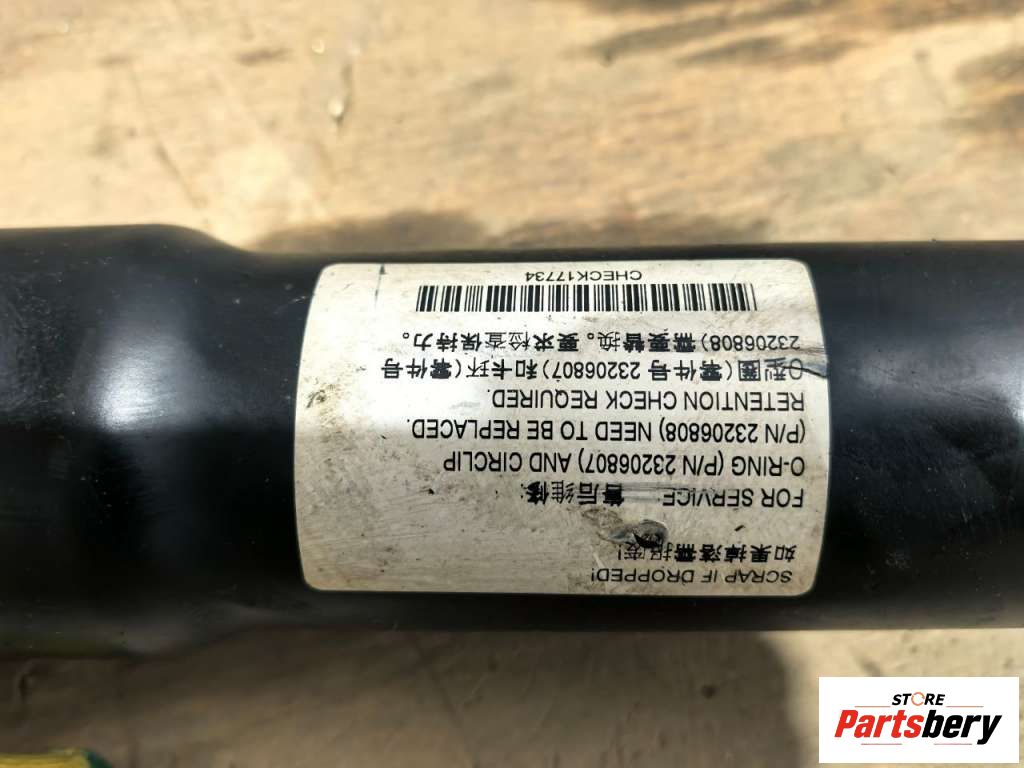 SCRAP IF DROPPED!
如果掉落需报废!
FOR SERVICE: 售后维修:
O-RING (P/N 23206807) AND CIRCLIP
(P/N 23206808) NEED TO BE REPLACED.
RETENTION CHECK REQUIRED.
O型圈(零件号 23206807)和卡环(零件号
23206808)需要替换。要求检查保持力。
CHECK17734
STORE
Partsbery